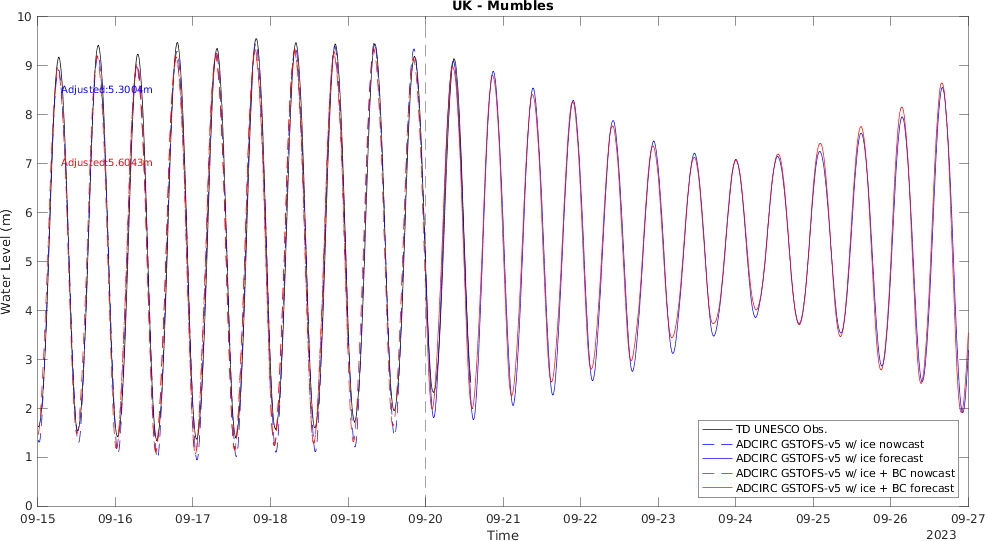 UK - Mumbles
10
9
8
7
6
5
4
3
2
1
0
Water Level (m)
Adjusted:5.3004m
Adjusted:5.6043m
TD UNESCO Obs.
ADCIRC GSTOFS-v5 w/ ice nowcast
ADCIRC GSTOFS-v5 w/ ice forecast
ADCIRC GSTOFS-v5 w/ ice + BC nowcast
ADCIRC GSTOFS-v5 w/ ice + BC forecast
09-15 09-16 09-17 09-18 09-19 09-20 09-21 09-22 09-23 09-24 09-25 09-26 09-27
Time
2023